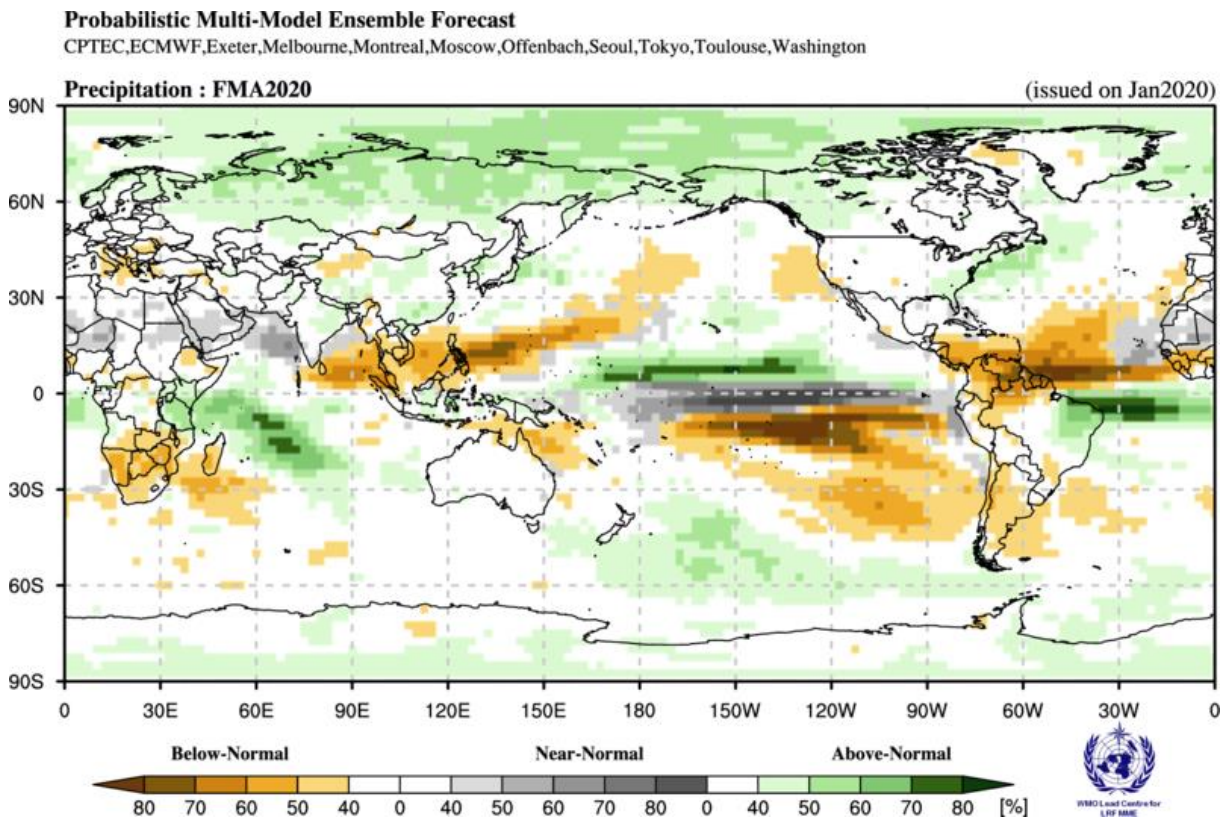 Probabilistic Multi-Model Ensemble Forecast
CPTEC,ECMWF,Exeter,Melbourne,Montreal,Moscow,Offenbach,Seoul,Tokyo,Toulouse,Washington
Precipitation : FMA2020 (issued on Jan2020)
90N
60N
30N
0
30S
60S
90S
0 30E 60E 90E 120E 150E 180 150W 120W 90W 60W 30W 0
Below-Normal Near-Normal Above-Normal
80 70 60 50 40 0 40 50 60 70 80 0 40 50 60 70 80 [%]
WMO Lead Centre for
LRF MME